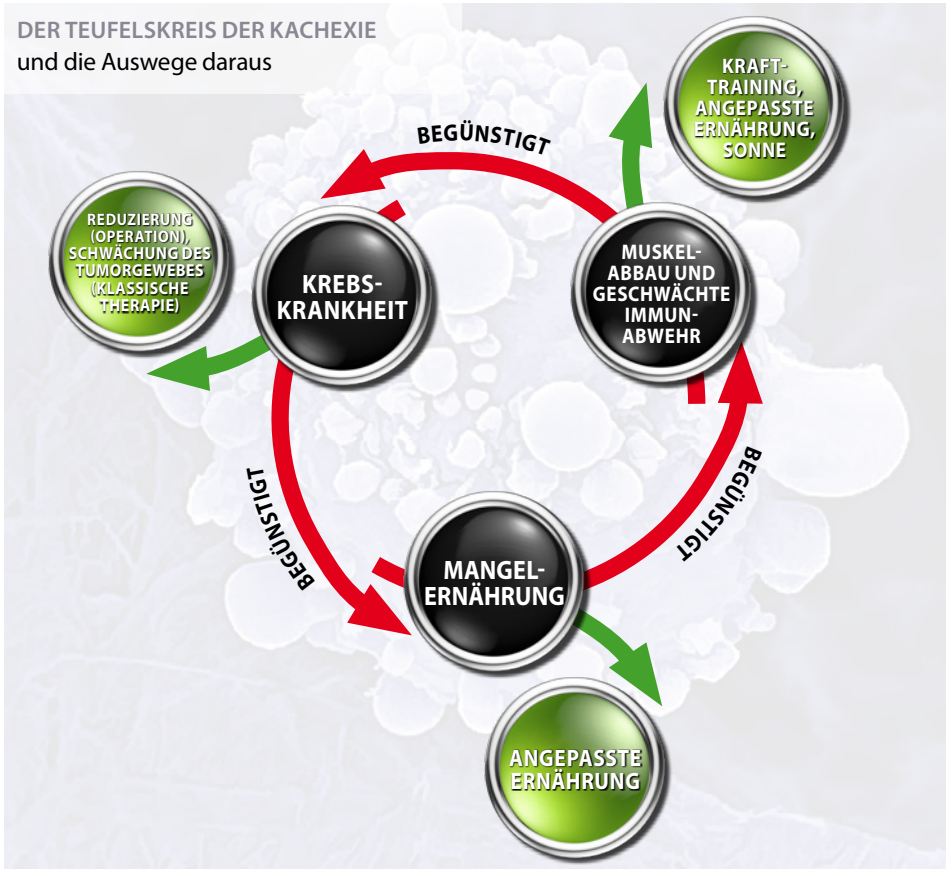 DER TEUFELSKREIS DER KACHEXIE
und die Auswege daraus
KRAFT-
TRAINING,
ANGEPASSTE
ERNÄHRUNG,
SONNE
BEGÜNSTIGT
REDUZIERUNG
(OPERATION),
SCHWÄCHUNG DES
TUMORGEWEBES
(KLASSISCHE
THERAPIE)
KREBS-
KRANKHEIT
MUSKEL-
ABBAU UND
GESCHWÄCHTE
IMMUN-
ABWEHR
BEGÜNSTIGT
BEGÜNSTIGT
MANGEL-
ERNÄHRUNG
ANGEPASSTE
ERNÄHRUNG